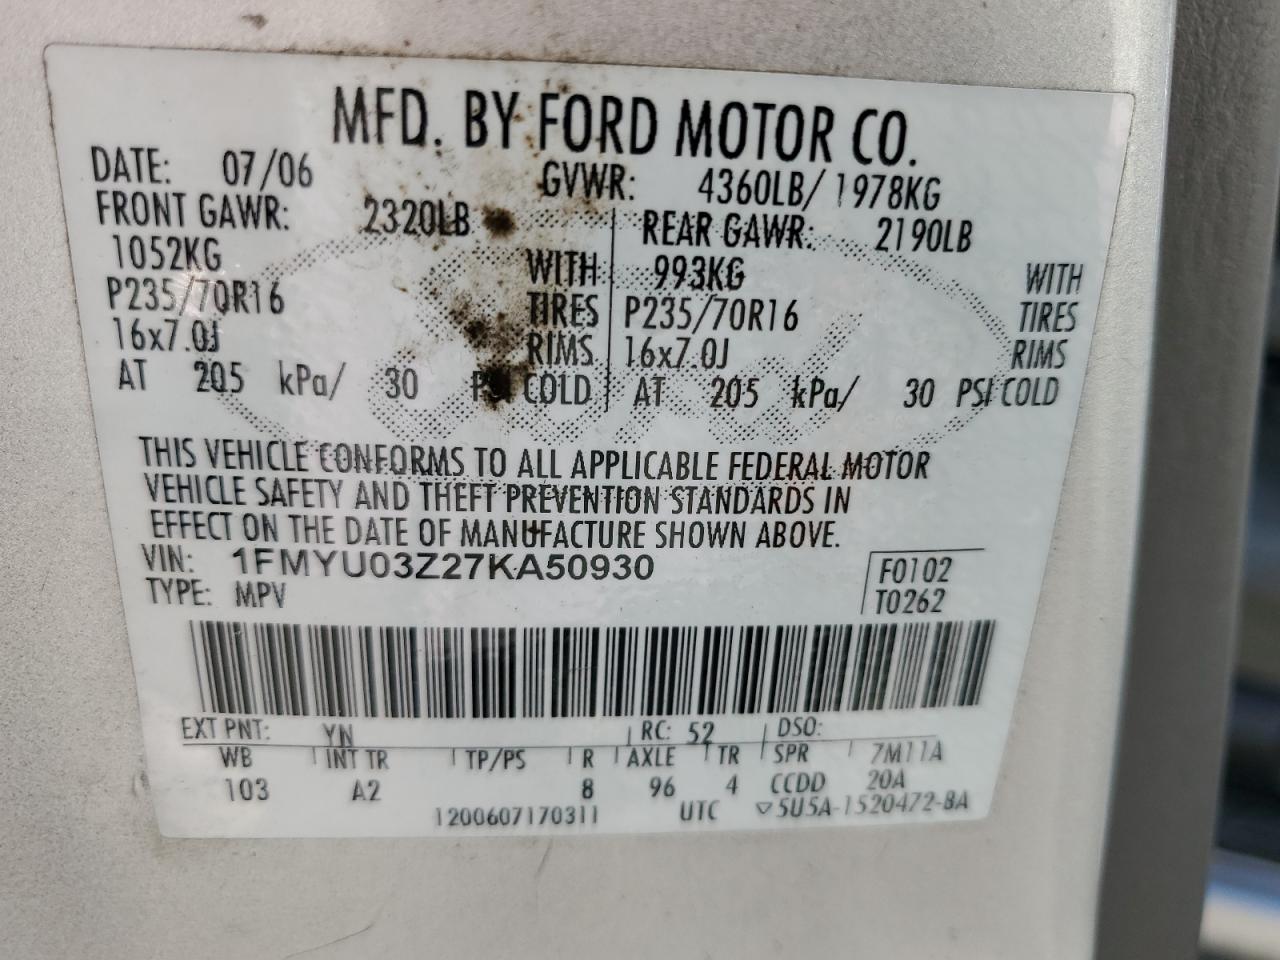 MFD. BY FORD MOTOR CO.
DATE: 07/06 GVWR: 4360LB/ 1978KG
FRONT GAWR: 2320LB REAR GAWR: 2190LB
1052KG WITH 993KG WITH
P235/70R16 TIRES P235/70R16 TIRES
16x7.0J RIMS 16x7.0J RIMS
AT 205 kPa/ 30 PSI COLD AT 205 kPa/ 30 PSI COLD
THIS VEHICLE CONFORMS TO ALL APPLICABLE FEDERAL MOTOR
VEHICLE SAFETY AND THEFT PREVENTION STANDARDS IN
EFFECT ON THE DATE OF MANUFACTURE SHOWN ABOVE.
VIN: 1FMYU03Z27KA50930 F0102
TYPE: MPV T0262
EXT PNT: YN RC: 52 DSO:
WB INT TR TP/PS R AXLE TR SPR 7M11A
103 A2 8 96 4 CCDD 20A
1200607170311 UTC ▽5U5A-1520472-BA